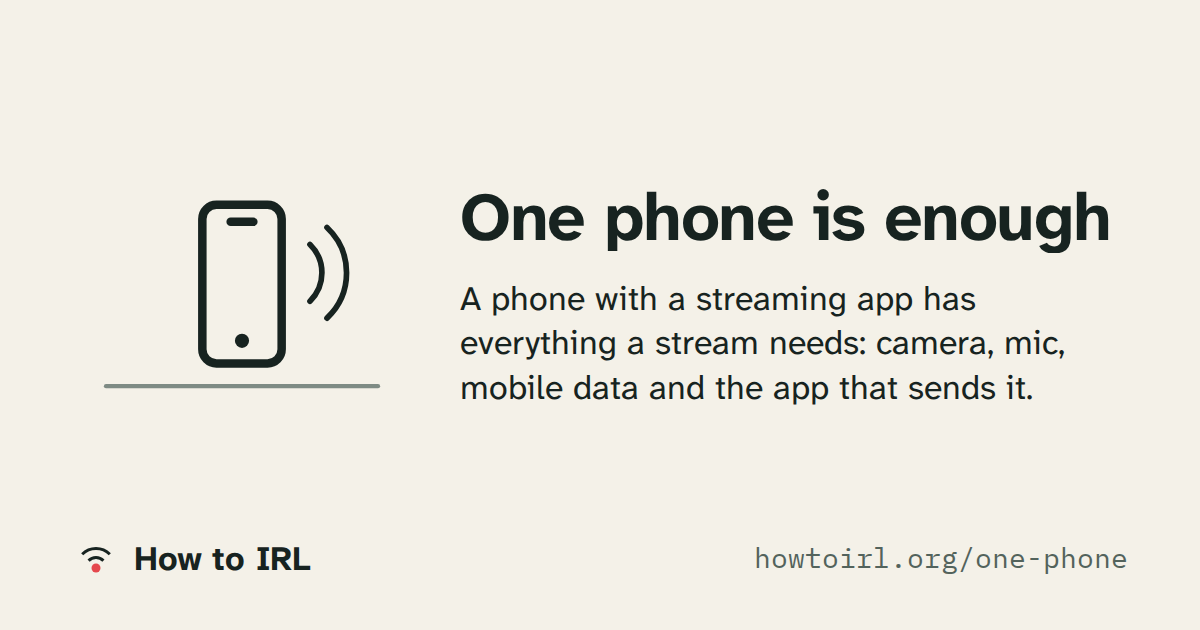 One phone is enough
A phone with a streaming app has
everything a stream needs: camera, mic,
mobile data and the app that sends it.
How to IRL
howtoirl.org/one-phone